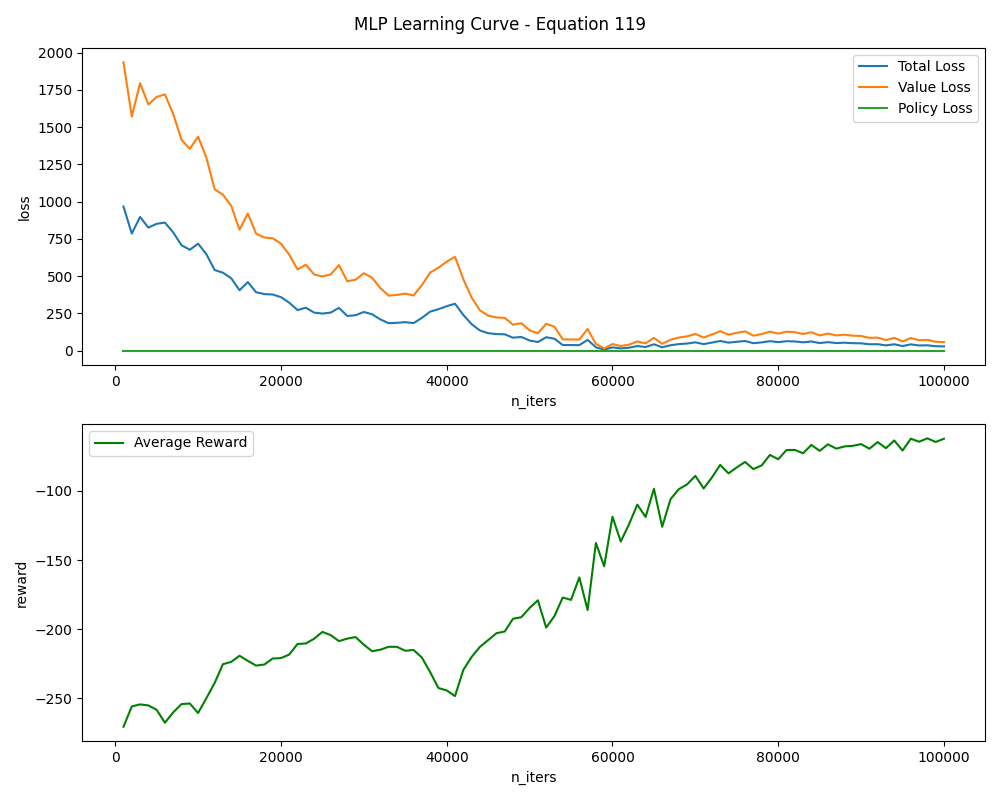 MLP Learning Curve - Equation 119
2000
1750
1500
1250
1000
750
500
250
0
loss
Total Loss
Value Loss
Policy Loss
0 20000 40000 60000 80000 100000
n_iters
Average Reward
−100
−150
−200
−250
reward
0 20000 40000 60000 80000 100000
n_iters